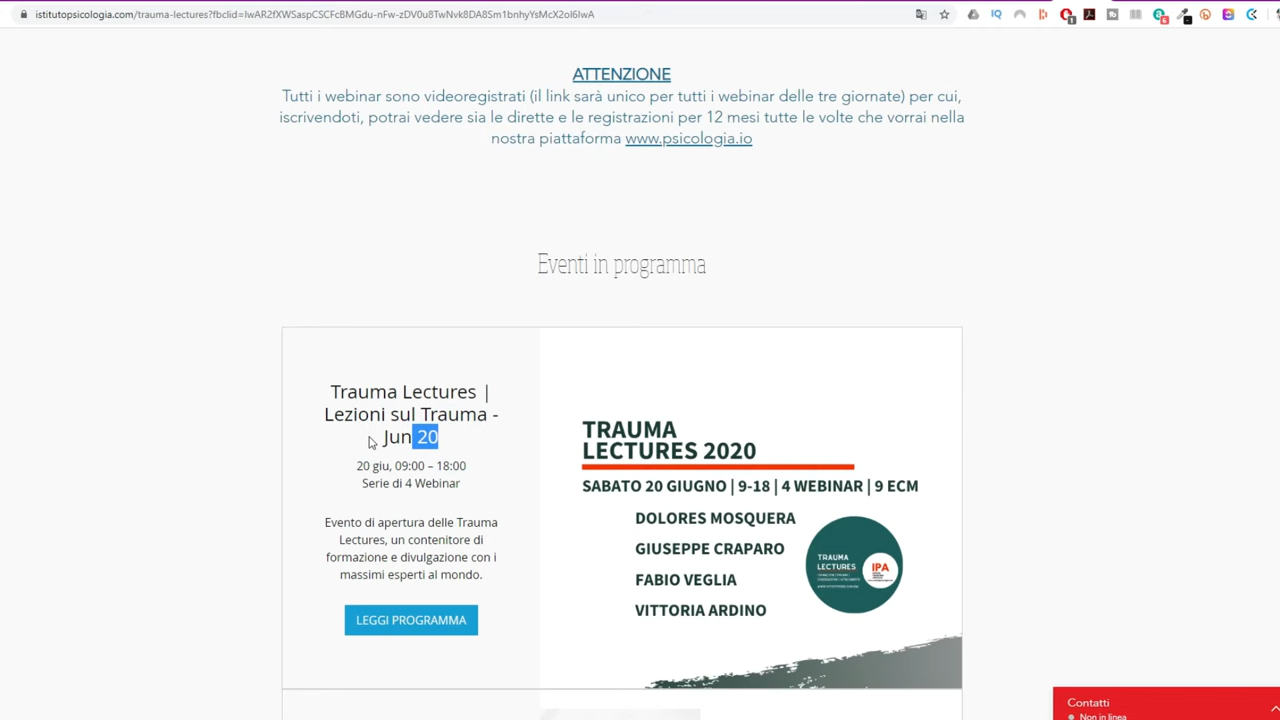 istitutopsicologia.com/trauma-lectures?fbclid=IwAR2fXWSaspCSCFcBMGdu-nFw-zDV0u8TwNvk8DA8Sm1bnhyYsMcX2oI6IwA
ATTENZIONE
Tutti i webinar sono videoregistrati (il link sarà unico per tutti i webinar delle tre giornate) per cui,
iscrivendoti, potrai vedere sia le dirette e le registrazioni per 12 mesi tutte le volte che vorrai nella
nostra piattaforma www.psicologia.io
Eventi in programma
Trauma Lectures |
Lezioni sul Trauma -
Jun 20
20 giu, 09:00 – 18:00
Serie di 4 Webinar
Evento di apertura delle Trauma
Lectures, un contenitore di
formazione e divulgazione con i
massimi esperti al mondo.
LEGGI PROGRAMMA
TRAUMA
LECTURES 2020
SABATO 20 GIUGNO | 9-18 | 4 WEBINAR | 9 ECM
DOLORES MOSQUERA
GIUSEPPE CRAPARO
FABIO VEGLIA
VITTORIA ARDINO
TRAUMA
LECTURES
IPA
Contatti
Non in linea